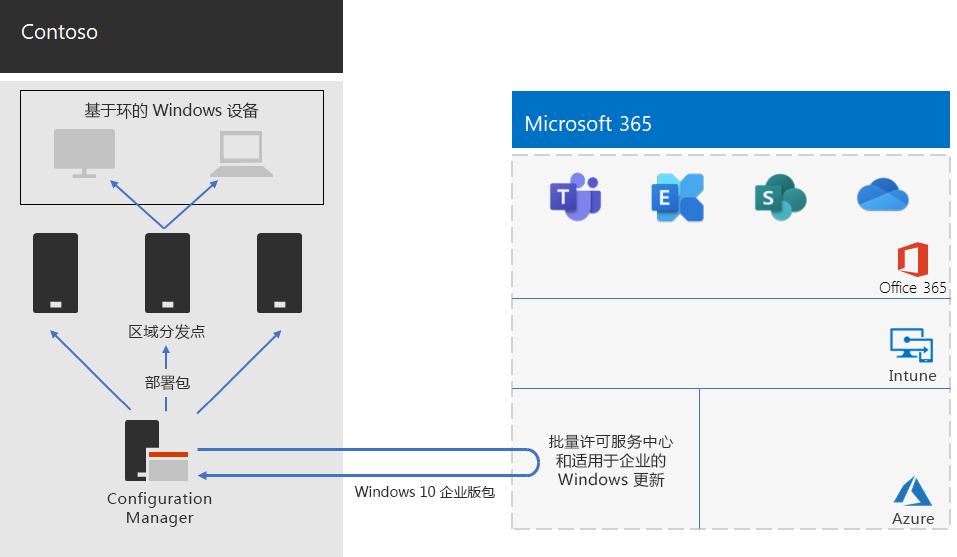 Contoso
基于环的 Windows 设备
区域分发点
部署包
Configuration
Manager
Windows 10 企业版包
Microsoft 365
T
E
S
Office 365
Intune
批量许可服务中心
和适用于企业的
Windows 更新
Azure